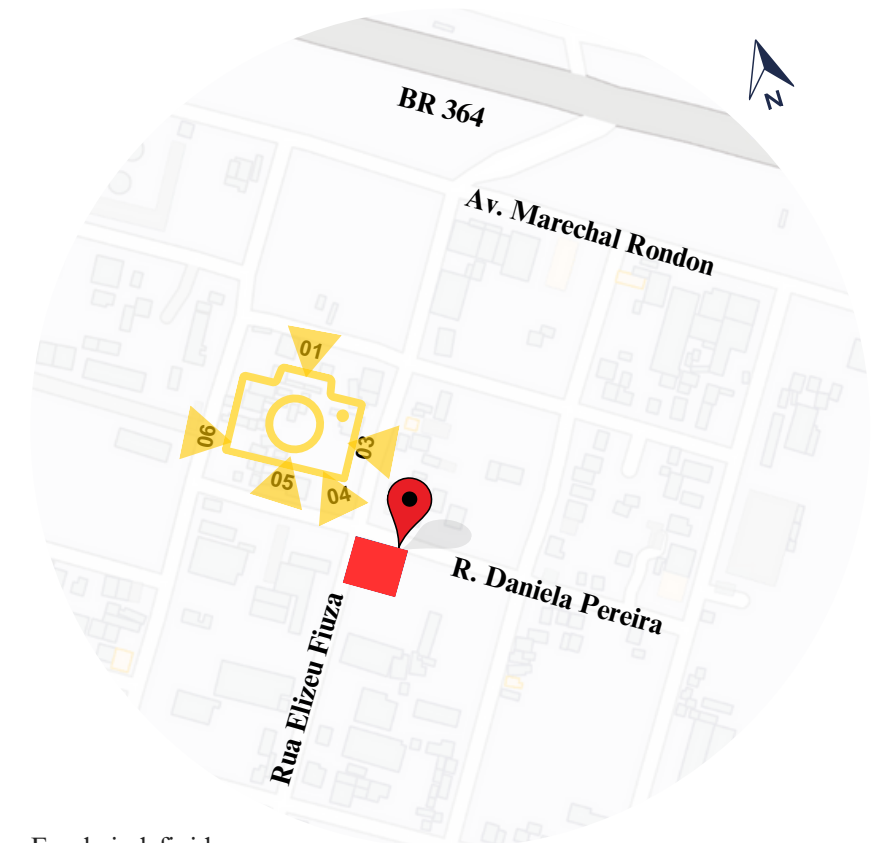 BR 364
N
Av. Marechal Rondon
01
03
06
05
04
R. Daniela Pereira
Rua Elizeu Fiuza